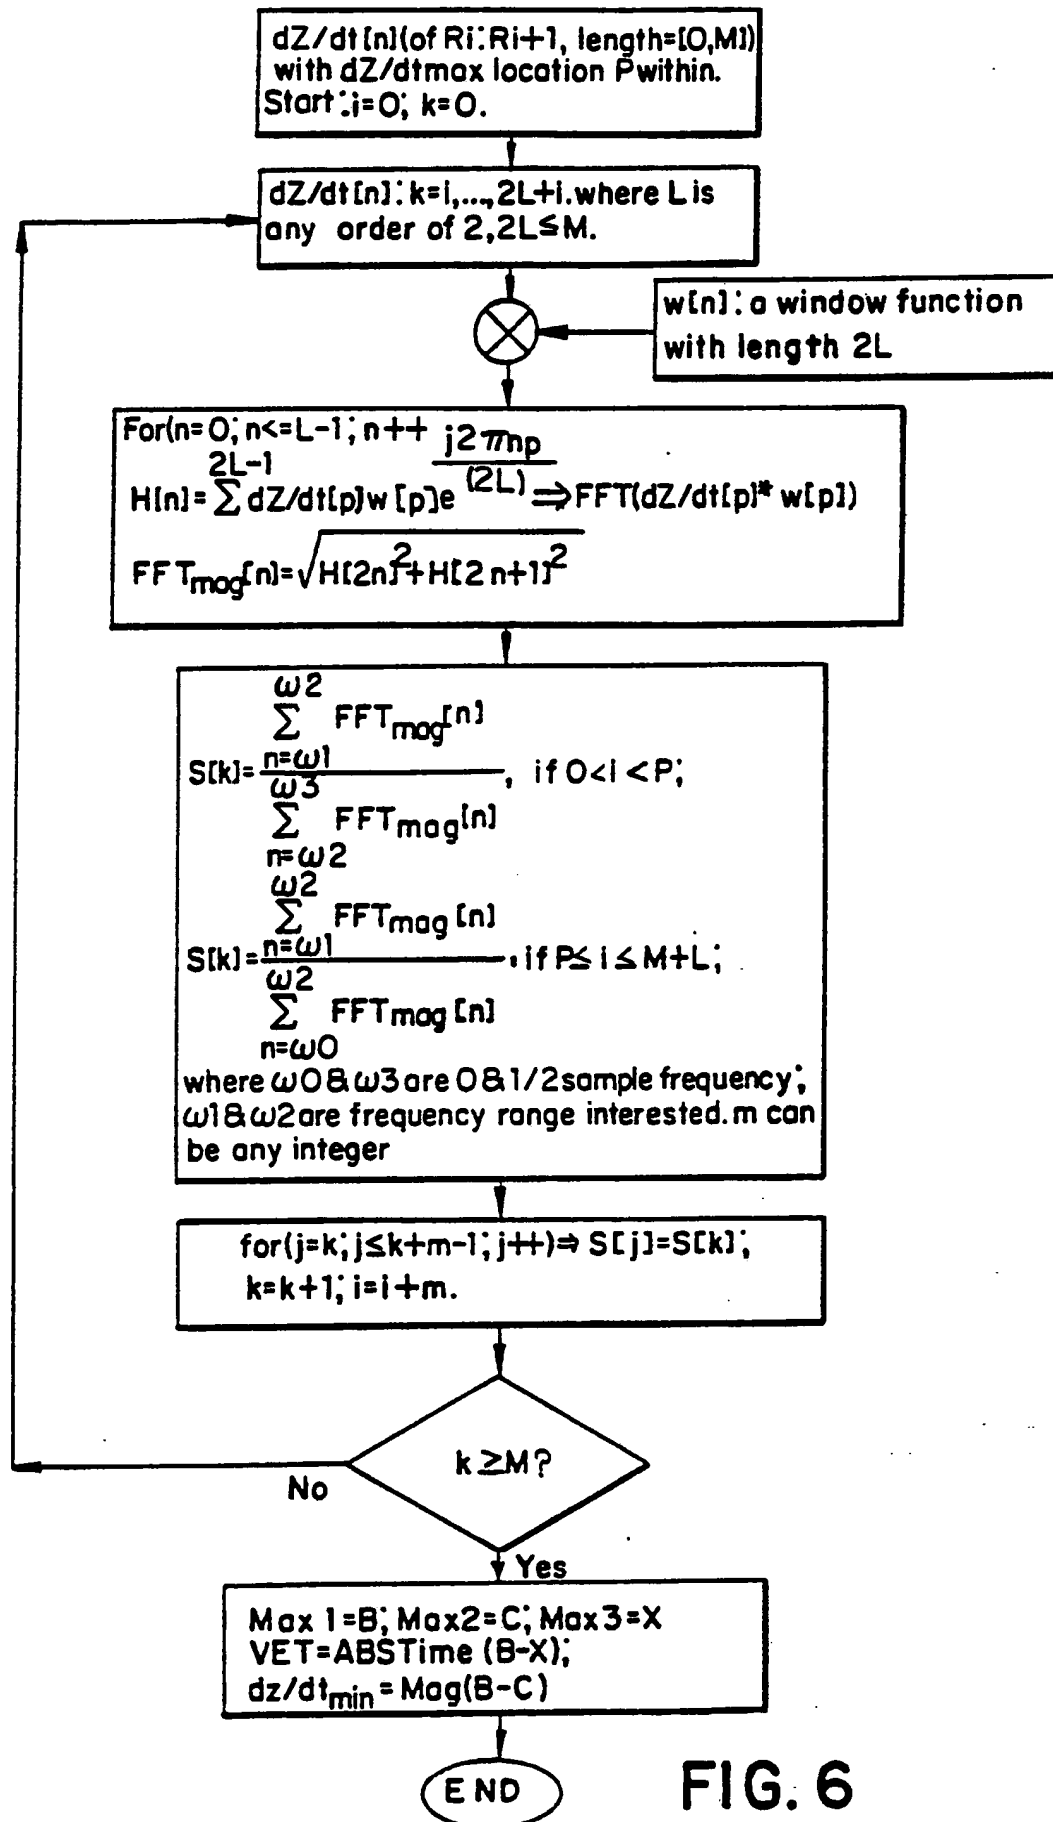 dZ/dt[n](of Ri:Ri+1, length=[0,M])
with dZ/dtmax location Pwithin.
Start:i=0; k=0.
dZ/dt[n]:k=i,...,2L+i.where L is
any order of 2,2L≤M.
w[n]: a window function
with length 2L
For(n=0; n<=L-1; n++
2L-1
j2πnp
(2L)
H[n]=∑ dZ/dt[p]w[p]e ⇒FFT(dZ/dt[p]* w[p])
FFTmag[n]=√H[2n]²+H[2n+1]²
ω2
∑ FFTmag[n]
n=ω1
S[k]= , if 0<i<P;
ω3
∑ FFTmag[n]
n=ω2
ω2
∑ FFTmag[n]
n=ω1
S[k]= , if P≤i≤M+L;
ω2
∑ FFTmag[n]
n=ω0
where ω0&ω3 are 0&1/2 sample frequency;
ω1&ω2 are frequency range interested. m can
be any integer
for(j=k; j≤k+m-1; j++)⇒ S[j]=S[k];
k=k+1; i=i+m.
k≥M?
No
Yes
Max 1=B; Max2=C; Max3=X
VET=ABSTime (B-X);
dz/dtmin=Mag(B-C)
END
FIG. 6